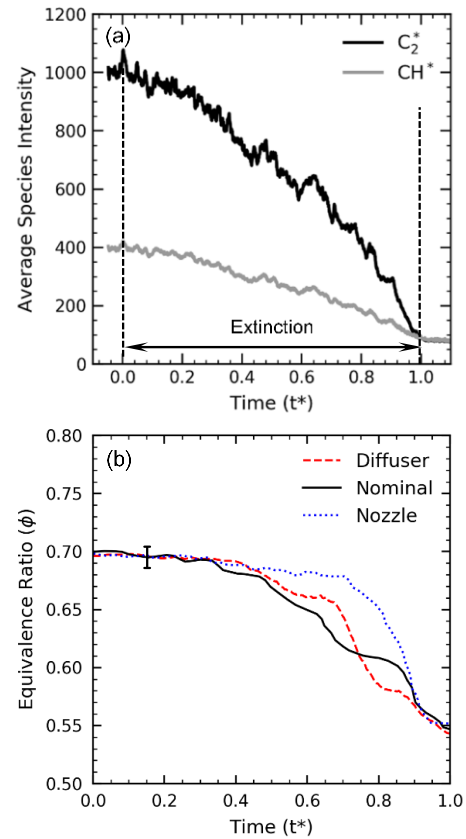 (a)
C₂*
CH*
Average Species Intensity
1200
1000
800
600
400
200
0
Extinction
0.0 0.2 0.4 0.6 0.8 1.0
Time (t*)
(b)
Diffuser
Nominal
Nozzle
Equivalence Ratio (ϕ)
0.80
0.75
0.70
0.65
0.60
0.55
0.50
0.0 0.2 0.4 0.6 0.8 1.0
Time (t*)